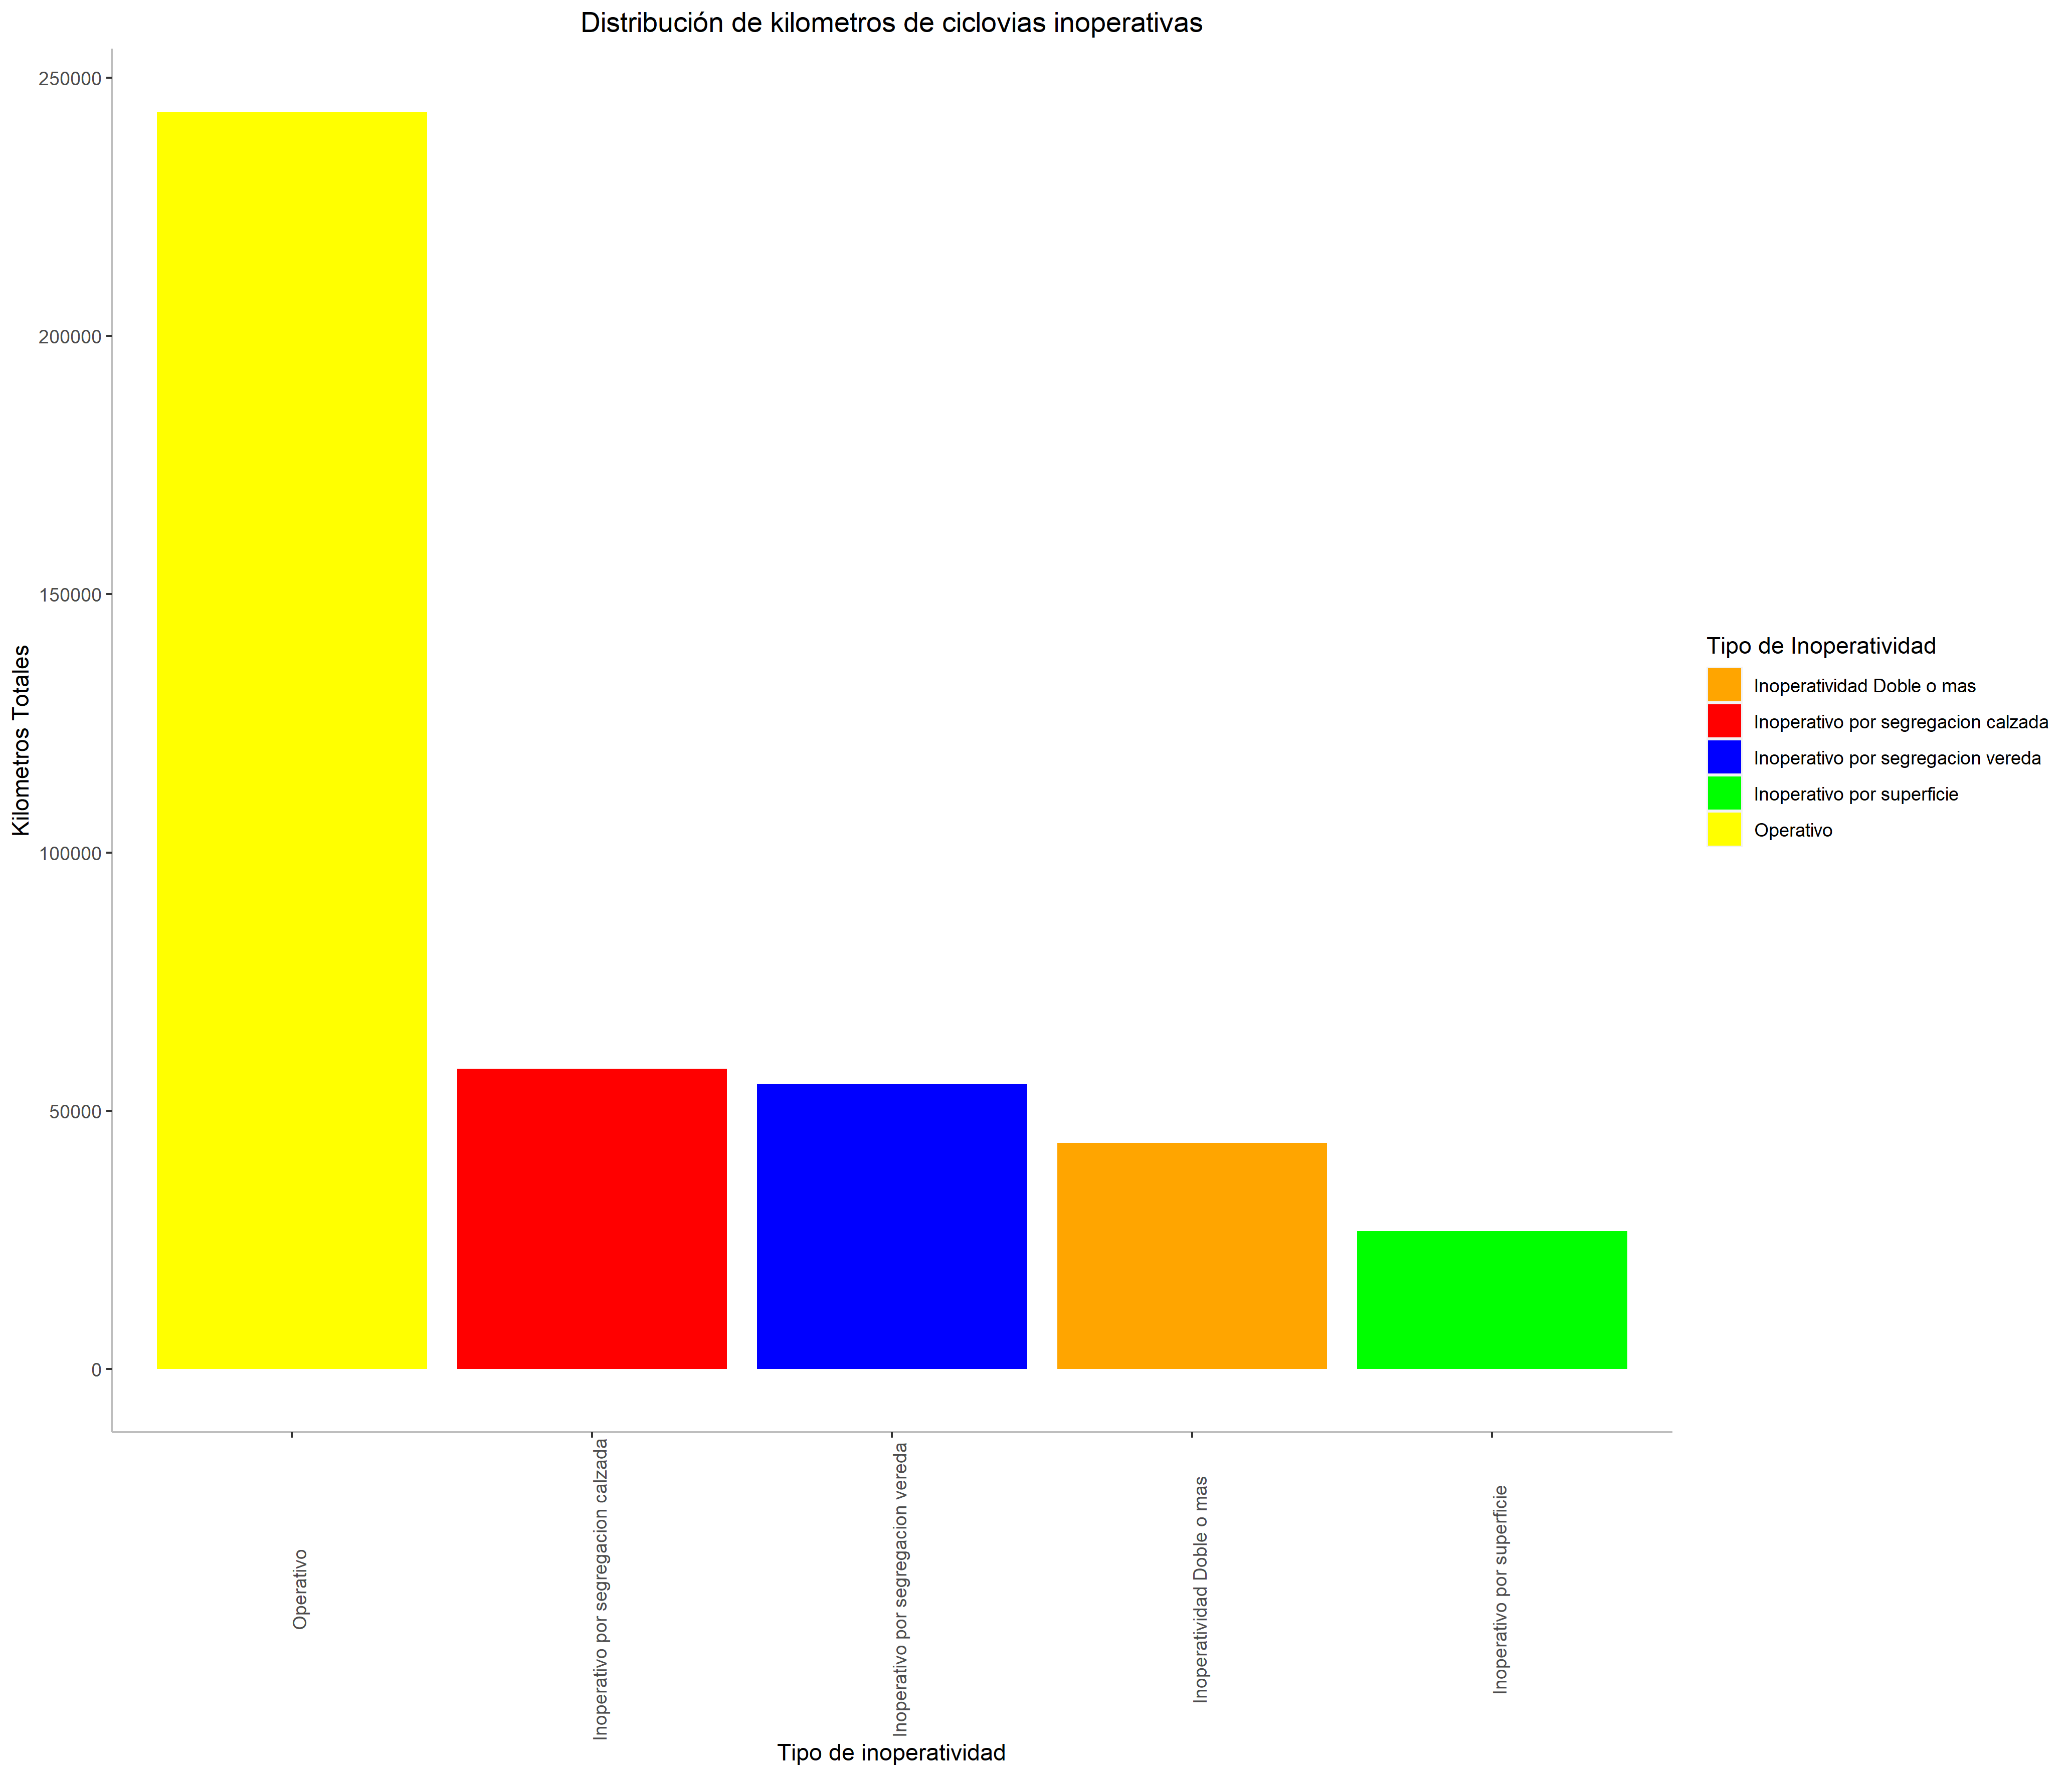 Distribución de kilometros de ciclovias inoperativas
Kilometros Totales
250000
200000
150000
100000
50000
0
Operativo
Inoperativo por segregacion calzada
Inoperativo por segregacion vereda
Inoperatividad Doble o mas
Inoperativo por superficie
Tipo de inoperatividad
Tipo de Inoperatividad
Inoperatividad Doble o mas
Inoperativo por segregacion calzada
Inoperativo por segregacion vereda
Inoperativo por superficie
Operativo